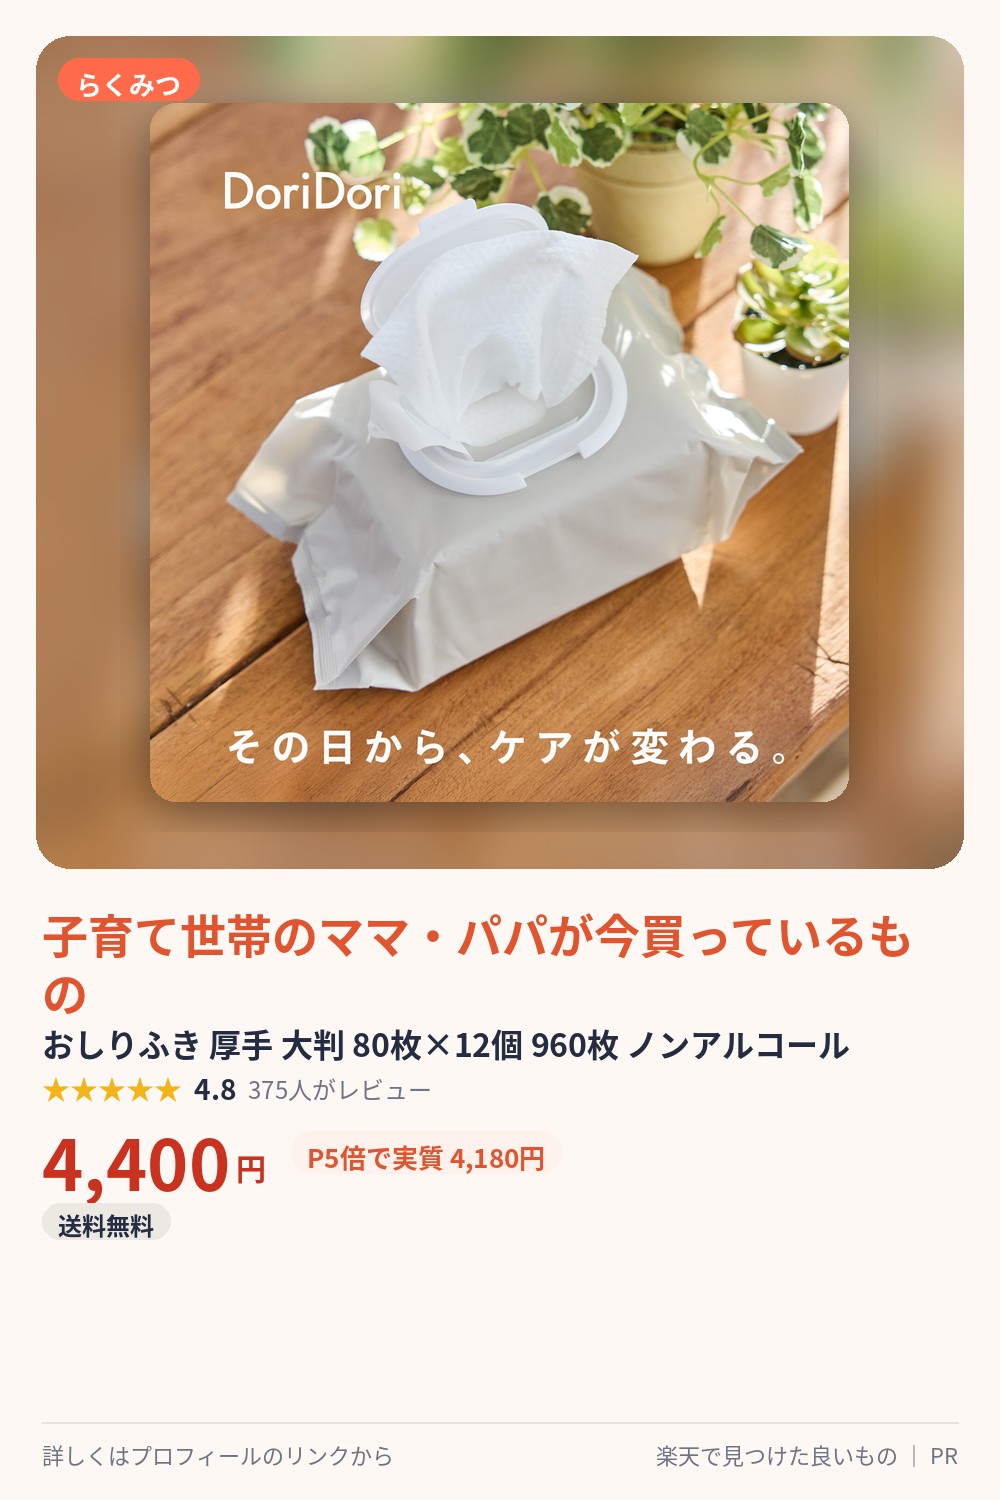 らくみつ
DoriDori
その日から、ケアが変わる。
子育て世帯のママ・パパが今買っているも
の
おしりふき 厚手 大判 80枚×12個 960枚 ノンアルコール
★★★★★ 4.8 375人がレビュー
4,400円 P5倍で実質 4,180円
送料無料
詳しくはプロフィールのリンクから 楽天で見つけた良いもの｜PR